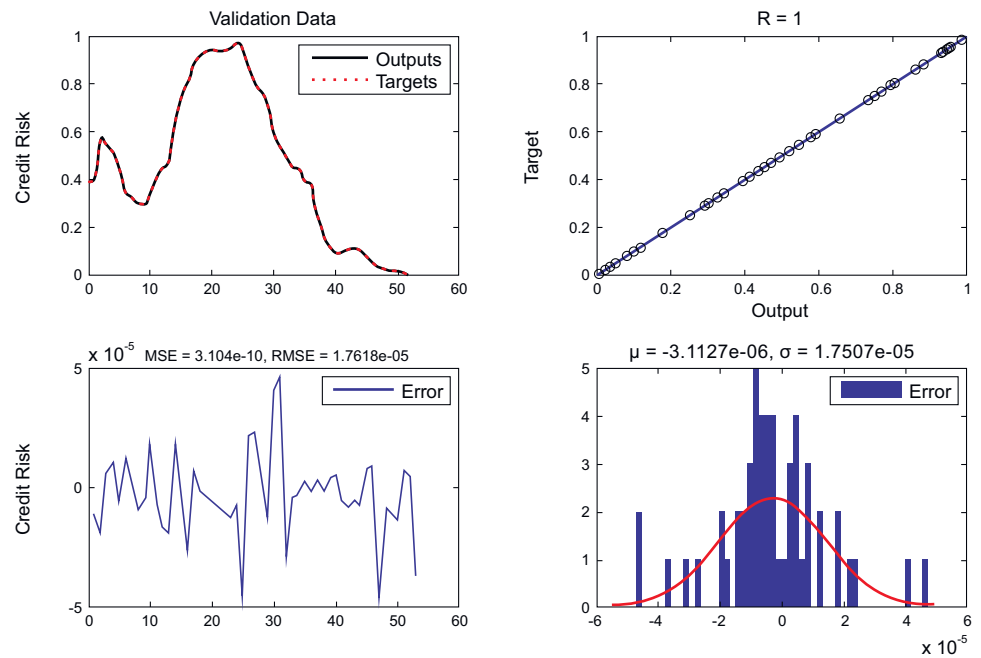 Validation Data
1
0.8
0.6
0.4
0.2
0
0 10 20 30 40 50 60
Credit Risk
Outputs
Targets
R = 1
1
0.8
0.6
0.4
0.2
0
0 0.2 0.4 0.6 0.8 1
Target
Output
x 10-5
MSE = 3.104e-10, RMSE = 1.7618e-05
5
0
-5
0 10 20 30 40 50 60
Credit Risk
Error
μ = -3.1127e-06, σ = 1.7507e-05
5
4
3
2
1
0
-6 -4 -2 0 2 4 6
x 10-5
Error